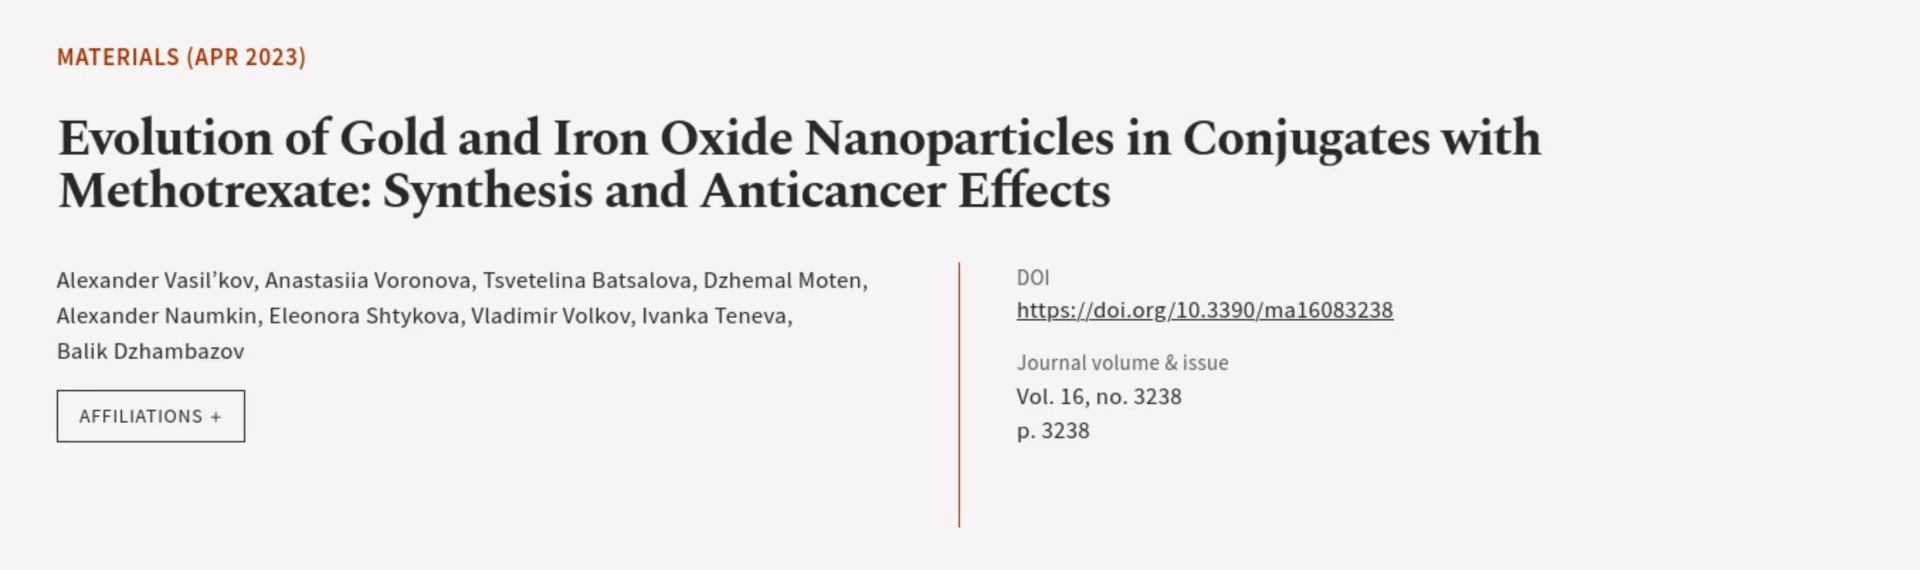 MATERIALS (APR 2023)
Evolution of Gold and Iron Oxide Nanoparticles in Conjugates with
Methotrexate: Synthesis and Anticancer Effects
Alexander Vasil’kov, Anastasiia Voronova, Tsvetelina Batsalova, Dzhemal Moten,
Alexander Naumkin, Eleonora Shtykova, Vladimir Volkov, Ivanka Teneva,
Balik Dzhambazov
AFFILIATIONS +
DOI
https://doi.org/10.3390/ma16083238
Journal volume & issue
Vol. 16, no. 3238
p. 3238